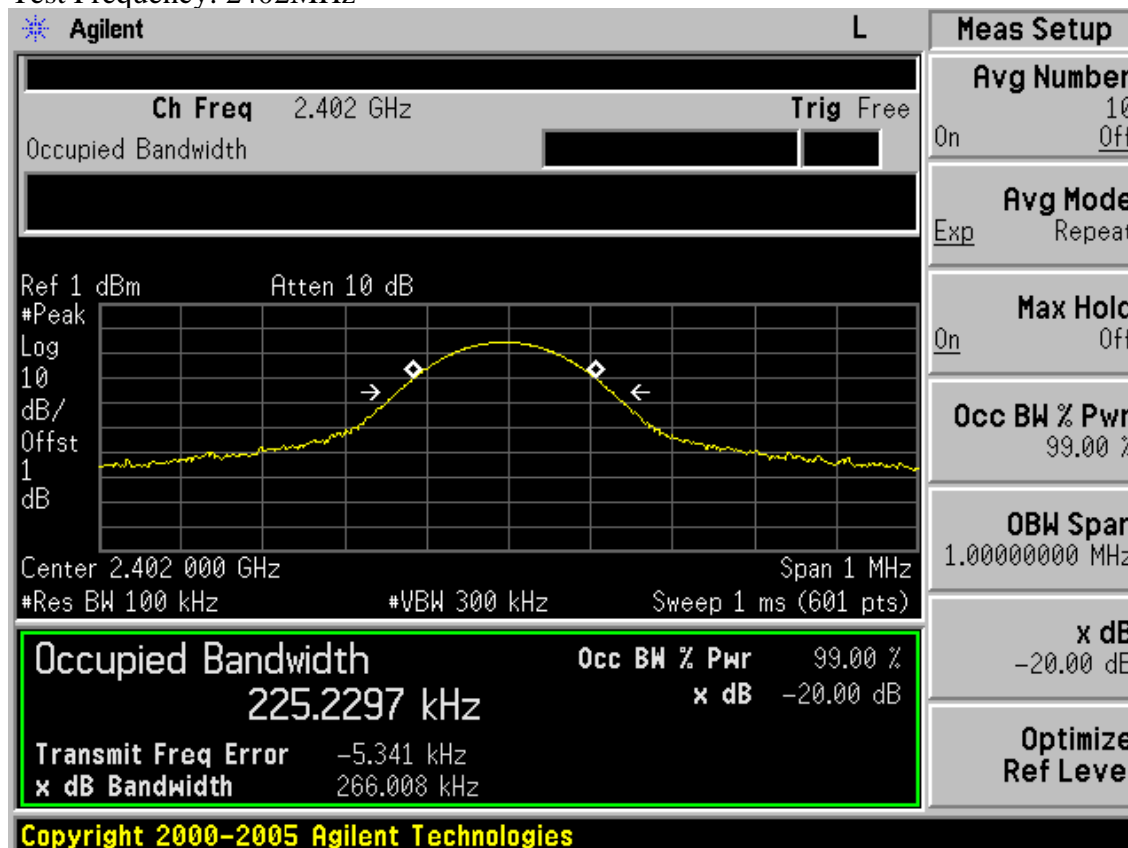 Test Frequency: 2402MHz
Agilent L
Ch Freq 2.402 GHz Trig Free
Occupied Bandwidth
Ref 1 dBm Atten 10 dB
#Peak
Log
10
dB/
Offst
1
dB
Center 2.402 000 GHz Span 1 MHz
#Res BW 100 kHz #VBW 300 kHz Sweep 1 ms (601 pts)
Occupied Bandwidth Occ BW % Pwr 99.00 %
225.2297 kHz x dB -20.00 dB
Transmit Freq Error -5.341 kHz
x dB Bandwidth 266.008 kHz
Copyright 2000-2005 Agilent Technologies
Meas Setup
Avg Number
10
On Off
Avg Mode
Exp Repeat
Max Hold
On Off
Occ BW % Pwr
99.00 %
OBW Span
1.00000000 MHz
x dB
-20.00 dB
Optimize
Ref Level